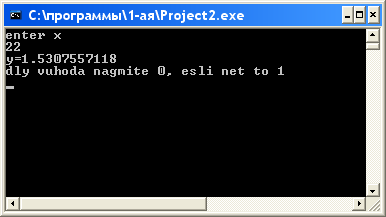 C:\программы\1-ая\Project2.exe
enter x
22
y=1.5307557118
dly vuhoda nagmite 0, esli net to 1